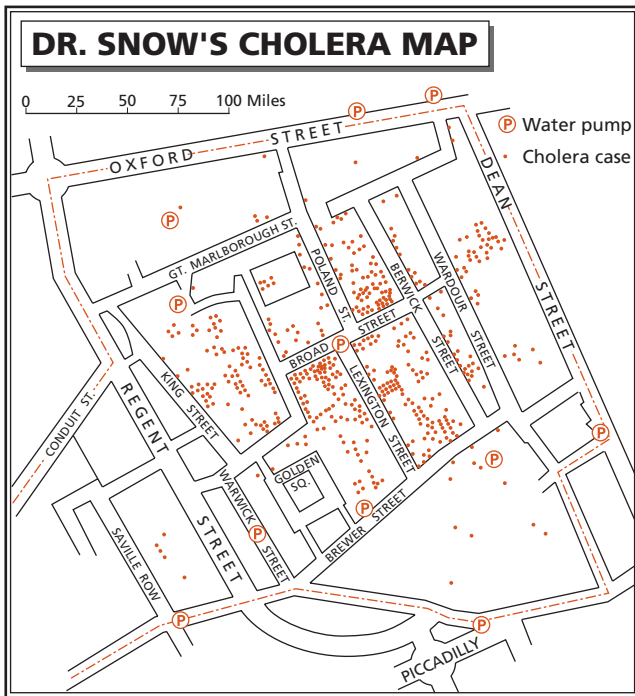 DR. SNOW'S CHOLERA MAP
0 25 50 75 100 Miles
P Water pump
Cholera case
OXFORD STREET
DEAN STREET
GT. MARLBOROUGH ST.
POLAND ST.
BERWICK STREET
WARDOUR STREET
BROAD STREET
KING STREET
LEXINGTON STREET
REGENT STREET
CONDUIT ST.
GOLDEN SQ.
WARWICK STREET
BREWER STREET
SAVILLE ROW
PICCADILLY
P
P
P
P
P
P
P
P
P
P
P